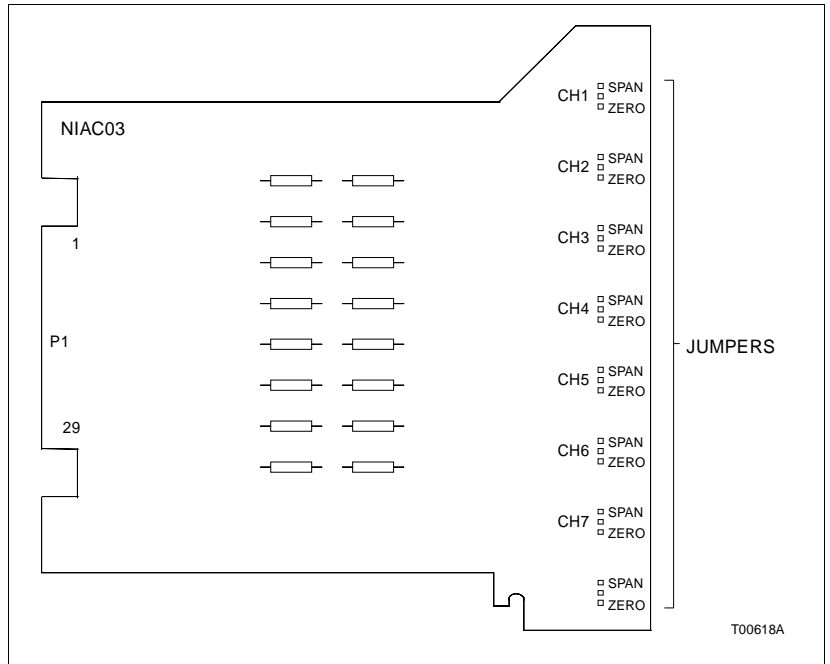 NIAC03
1
P1
29
CH1
SPAN
ZERO
CH2
SPAN
ZERO
CH3
SPAN
ZERO
CH4
SPAN
ZERO
CH5
SPAN
ZERO
CH6
SPAN
ZERO
CH7
SPAN
ZERO
SPAN
ZERO
JUMPERS
T00618A